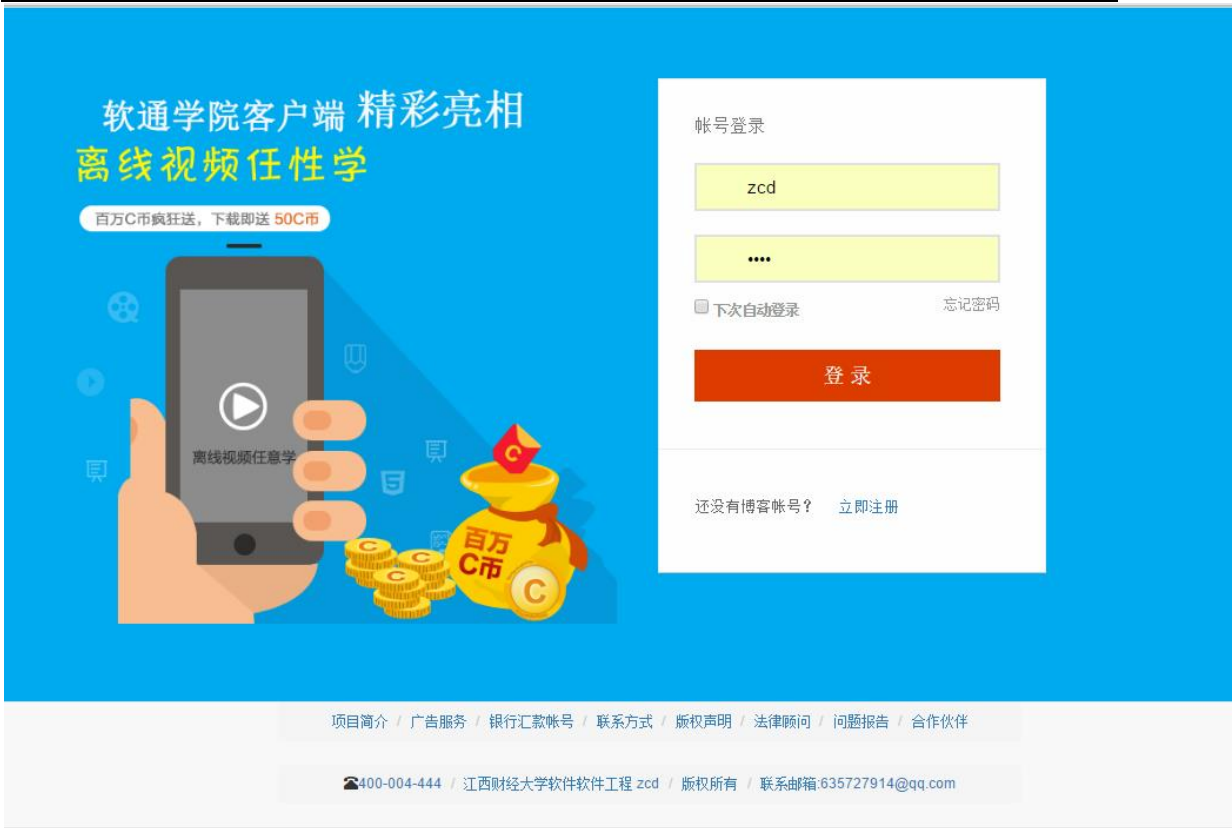 软通学院客户端 精彩亮相
离线视频任性学
百万C币疯狂送，下载即送 50C币
离线视频任意学
C
C
C
C
百万
C币
C
帐号登录
zcd
••••
下次自动登录 忘记密码
登 录
还没有博客帐号? 立即注册
项目简介 / 广告服务 / 银行汇款帐号 / 联系方式 / 版权声明 / 法律顾问 / 问题报告 / 合作伙伴
☎400-004-444 / 江西财经大学软件软件工程 zcd / 版权所有 / 联系邮箱:635727914@qq.com